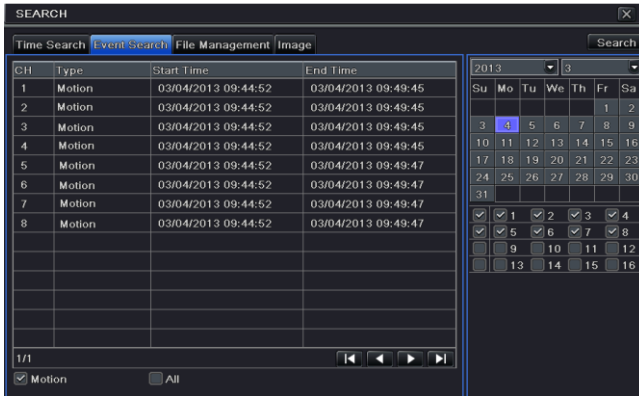 SEARCH
Time Search Event Search File Management Image
Search
CH Type Start Time End Time
1 Motion 03/04/2013 09:44:52 03/04/2013 09:49:45
2 Motion 03/04/2013 09:44:52 03/04/2013 09:49:45
3 Motion 03/04/2013 09:44:52 03/04/2013 09:49:45
4 Motion 03/04/2013 09:44:52 03/04/2013 09:49:45
5 Motion 03/04/2013 09:44:52 03/04/2013 09:49:47
6 Motion 03/04/2013 09:44:52 03/04/2013 09:49:47
7 Motion 03/04/2013 09:44:52 03/04/2013 09:49:47
8 Motion 03/04/2013 09:44:52 03/04/2013 09:49:47
1/1
Motion All
2013 3
Su Mo Tu We Th Fr Sa
1 2
3 4 5 6 7 8 9
10 11 12 13 14 15 16
17 18 19 20 21 22 23
24 25 26 27 28 29 30
31
1 2 3 4
5 6 7 8
9 10 11 12
13 14 15 16